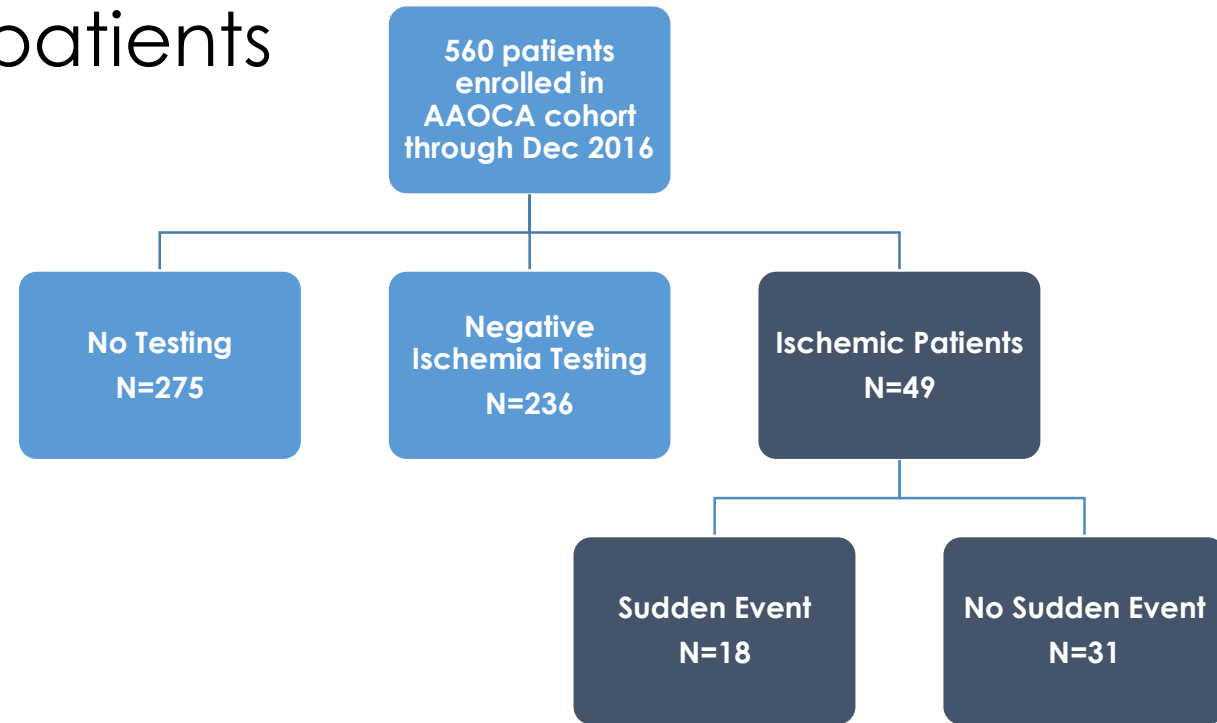 patients
560 patients
enrolled in
AAOCA cohort
through Dec 2016
No Testing
N=275
Negative
Ischemia Testing
N=236
Ischemic Patients
N=49
Sudden Event
N=18
No Sudden Event
N=31